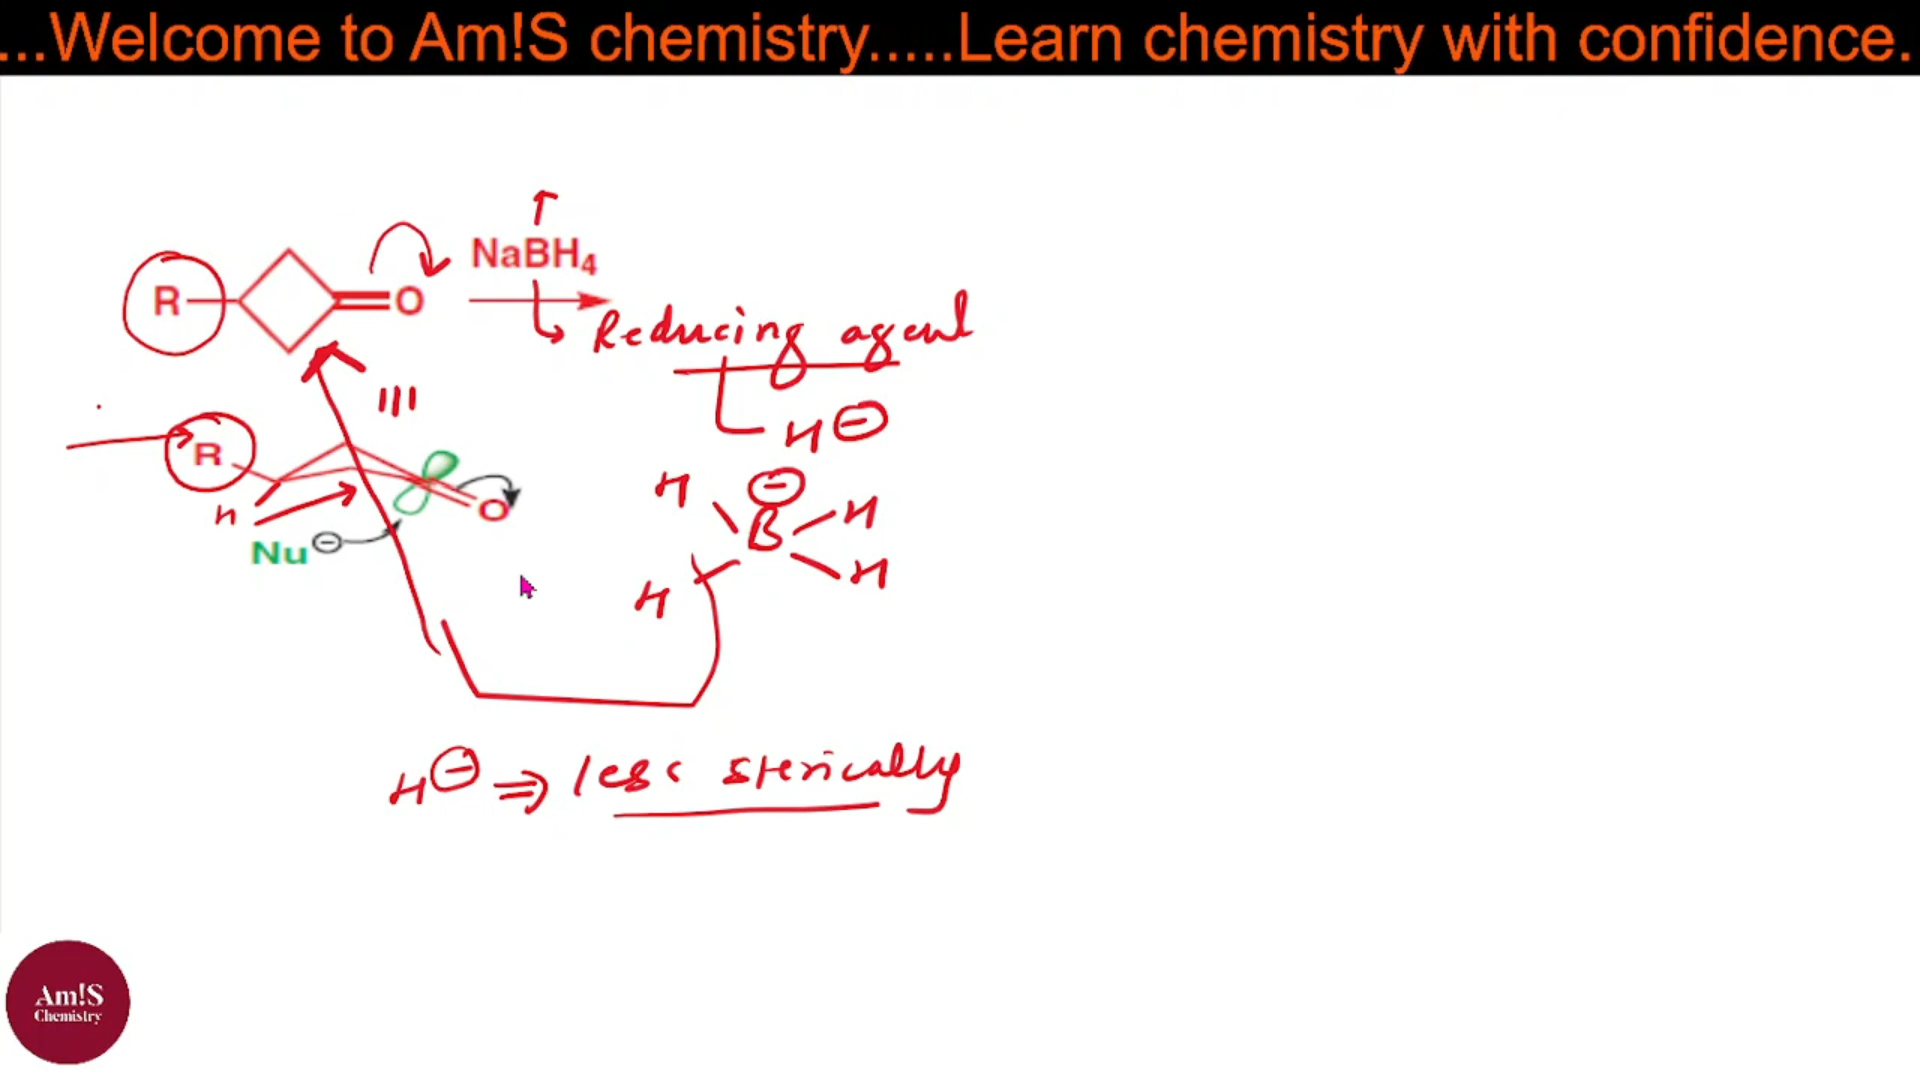 ...Welcome to Am!S chemistry.....Learn chemistry with confidence.
NaBH4
R
O
Reducing agent
H⊖
R
H
O
Nu⊖
H
⊖
B
H
H
H
H⊖ ⇒ less sterically
Am!S
Chemistry